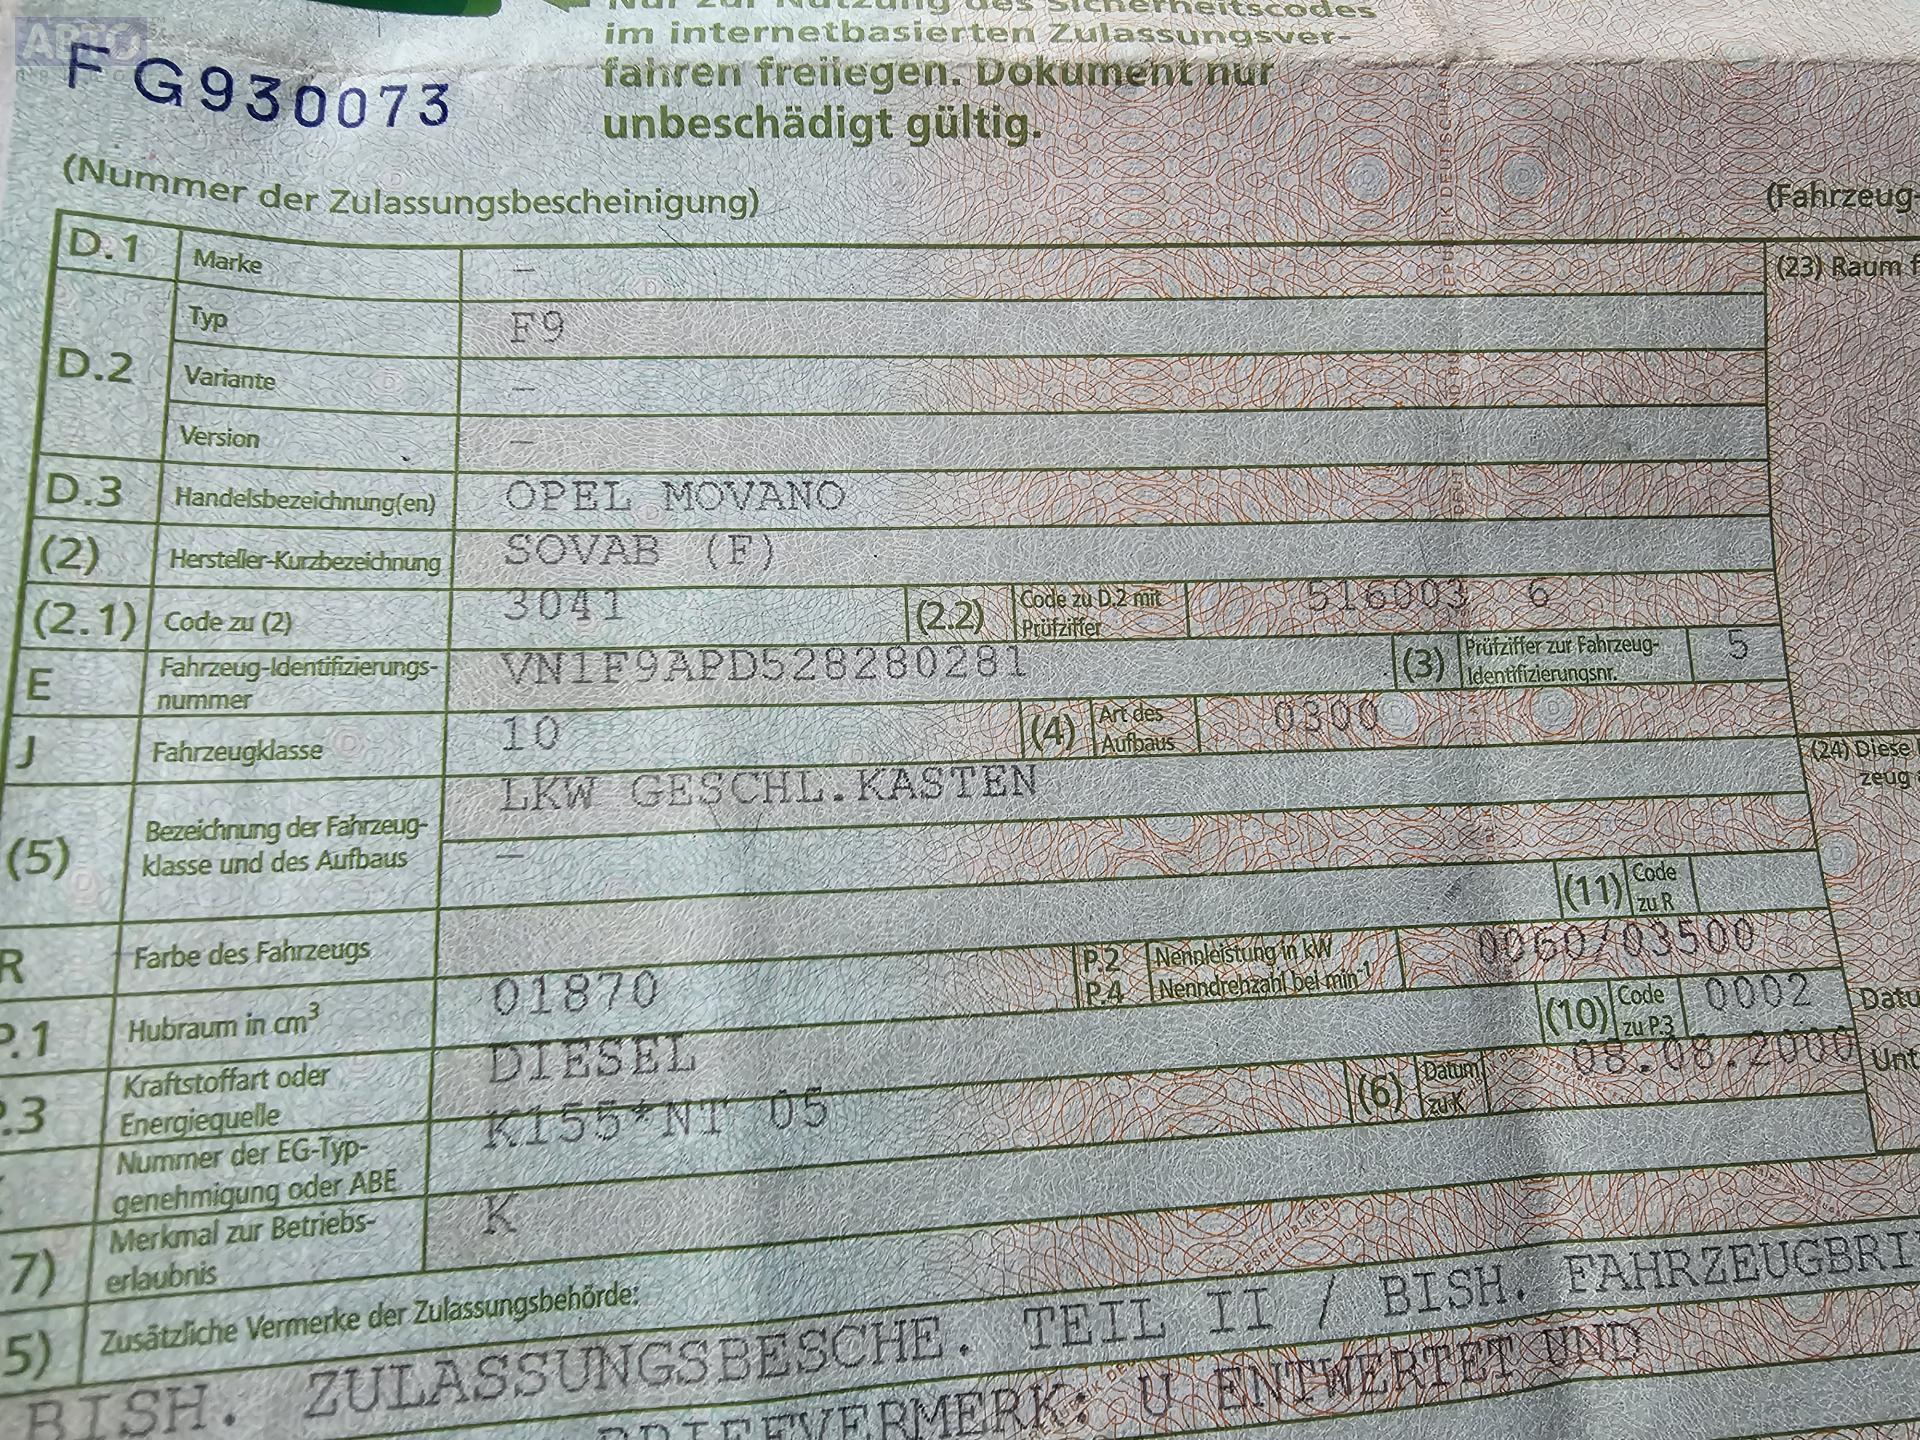 Nur zur Nutzung des Sicherheitscodes
im internetbasierten Zulassungsver-
fahren freilegen. Dokument nur
unbeschädigt gültig.
FG930073
(Nummer der Zulassungsbescheinigung)
(Fahrzeug-
D.1 Marke –
(23) Raum f
D.2 Typ F9
Variante –
Version –
D.3 Handelsbezeichnung(en) OPEL MOVANO
(2) Hersteller-Kurzbezeichnung SOVAB (F)
(2.1) Code zu (2) 3041 (2.2) Code zu D.2 mit Prüfziffer 516003 6
E Fahrzeug-Identifizierungs-
nummer VN1F9APD528280281 (3) Prüfziffer zur Fahrzeug-
Identifizierungsnr. 5
J Fahrzeugklasse 10 (4) Art des Aufbaus 0300
(24) Diese
zeug
(5) Bezeichnung der Fahrzeug-
klasse und des Aufbaus LKW GESCHL.KASTEN
–
R Farbe des Fahrzeugs (11) Code zu R
P.1 Hubraum in cm³ 01870 P.2 Nennleistung in kW
P.4 Nenndrehzahl bei min⁻¹ 0060/03500
P.3 Kraftstoffart oder
Energiequelle DIESEL (10) Code zu P.3 0002
Datu
Nummer der EG-Typ-
genehmigung oder ABE K155*NT 05 (6) Datum zu K 08.08.2000
Unt
7) Merkmal zur Betriebs-
erlaubnis K
5) Zusätzliche Vermerke der Zulassungsbehörde:
BISH. ZULASSUNGSBESCHE. TEIL II / BISH. FAHRZEUGBRI
BRIEFVERMERK: U ENTWERTET UND